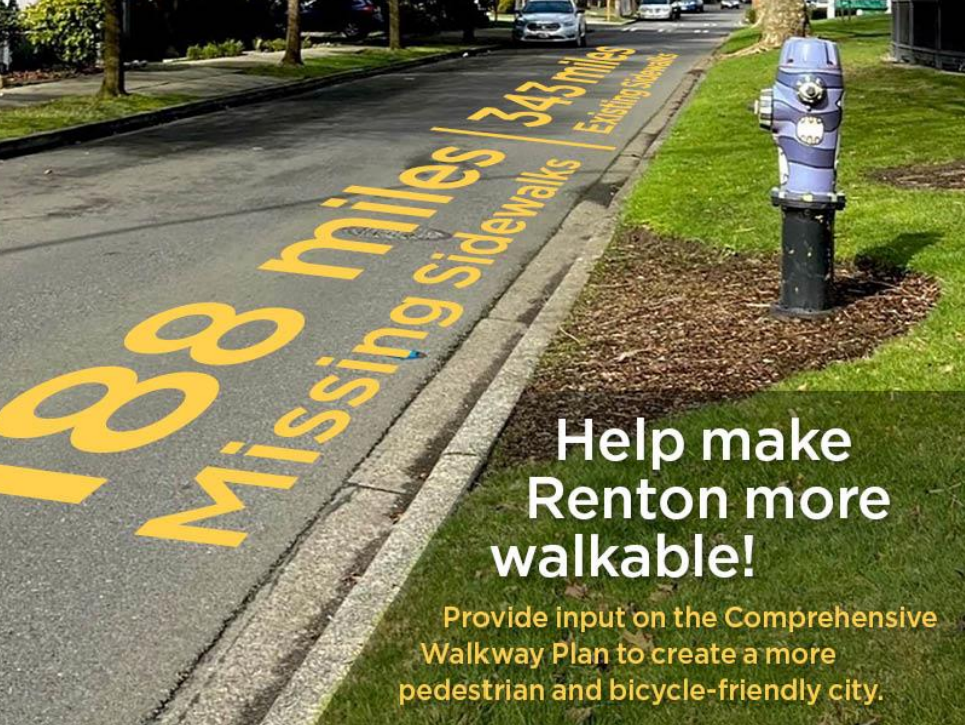 188 miles | 343 miles
Missing Sidewalks | Existing Sidewalks
Help make
Renton more
walkable!
Provide input on the Comprehensive
Walkway Plan to create a more
pedestrian and bicycle-friendly city.